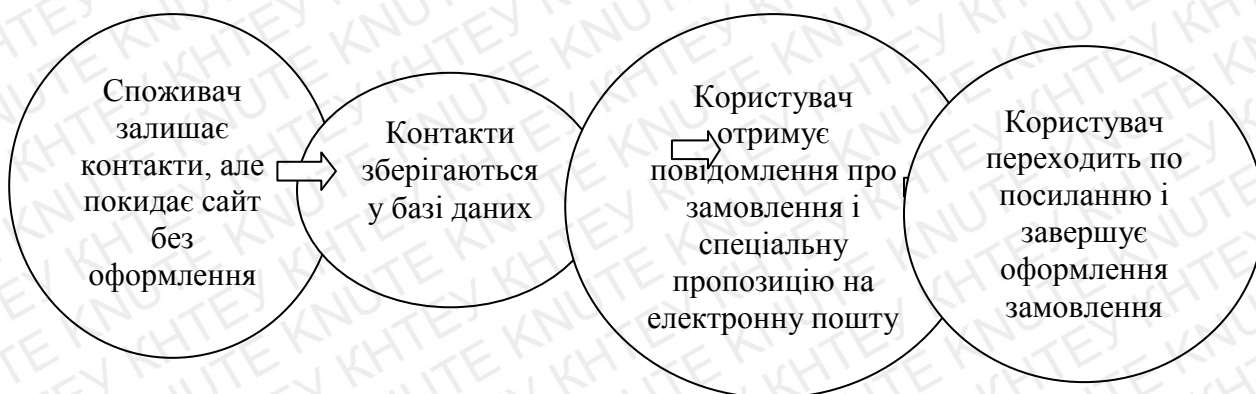 Споживач
залишає
контакти, але
покидає сайт
без
оформлення
Контакти
зберігаються
у базі даних
Користувач
отримує
повідомлення про
замовлення і
спеціальну
пропозицію на
електронну пошту
Користувач
переходить по
посиланню і
завершує
оформлення
замовлення